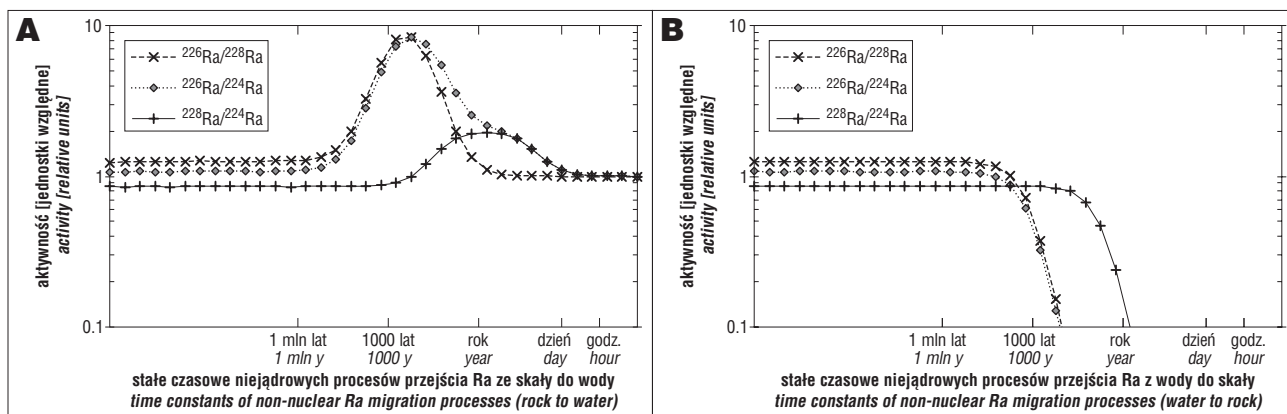 A
aktywność [jednostki względne]
activity [relative units]
10
1
0.1
²²⁶Ra/²²⁸Ra
²²⁶Ra/²²⁴Ra
²²⁸Ra/²²⁴Ra
1 mln lat
1 mln y
1000 lat
1000 y
rok
year
dzień
day
godz.
hour
stałe czasowe niejądrowych procesów przejścia Ra ze skały do wody
time constants of non-nuclear Ra migration processes (rock to water)
B
aktywność [jednostki względne]
activity [relative units]
10
1
0.1
²²⁶Ra/²²⁸Ra
²²⁶Ra/²²⁴Ra
²²⁸Ra/²²⁴Ra
1 mln lat
1 mln y
1000 lat
1000 y
rok
year
dzień
day
godz.
hour
stałe czasowe niejądrowych procesów przejścia Ra z wody do skały
time constants of non-nuclear Ra migration processes (water to rock)